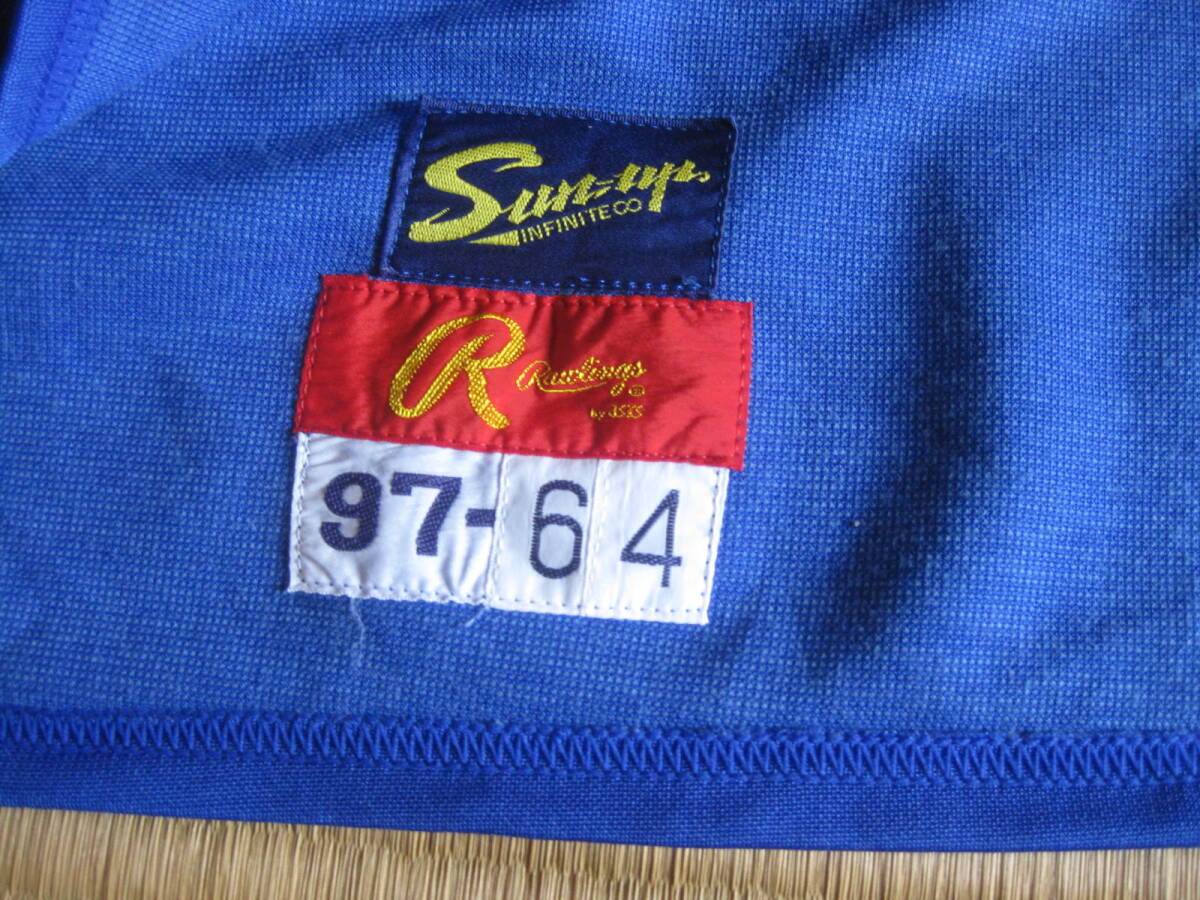 Sun-up
INFINITE CO
R Rawlings®
by asics
97-64